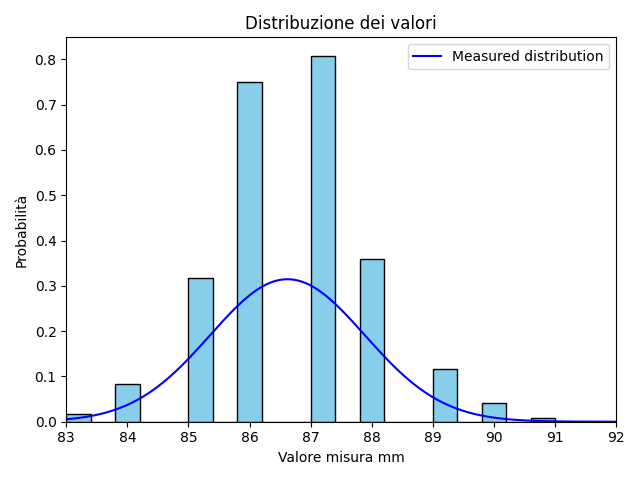 Distribuzione dei valori
Measured distribution
Probabilità
0.8
0.7
0.6
0.5
0.4
0.3
0.2
0.1
0.0
83 84 85 86 87 88 89 90 91 92
Valore misura mm